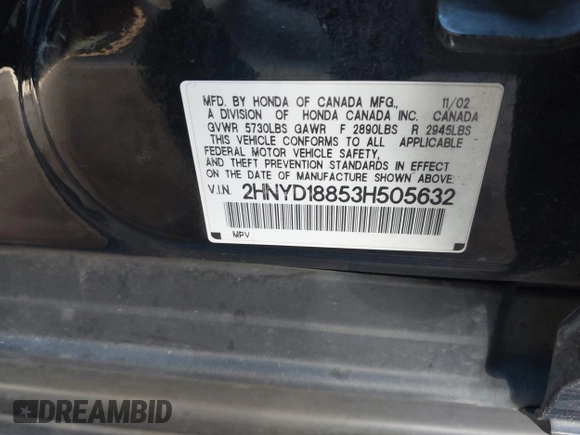 MFD. BY HONDA OF CANADA MFG., 11/02
A DIVISION OF HONDA CANADA INC. CANADA
GVWR 5730LBS GAWR F 2890LBS R 2945LBS
THIS VEHICLE CONFORMS TO ALL APPLICABLE
FEDERAL MOTOR VEHICLE SAFETY,
AND THEFT PREVENTION STANDARDS IN EFFECT
ON THE DATE OF MANUFACTURE SHOWN ABOVE.
V.I.N. 2HNYD18853H505632
MPV
DREAMBID